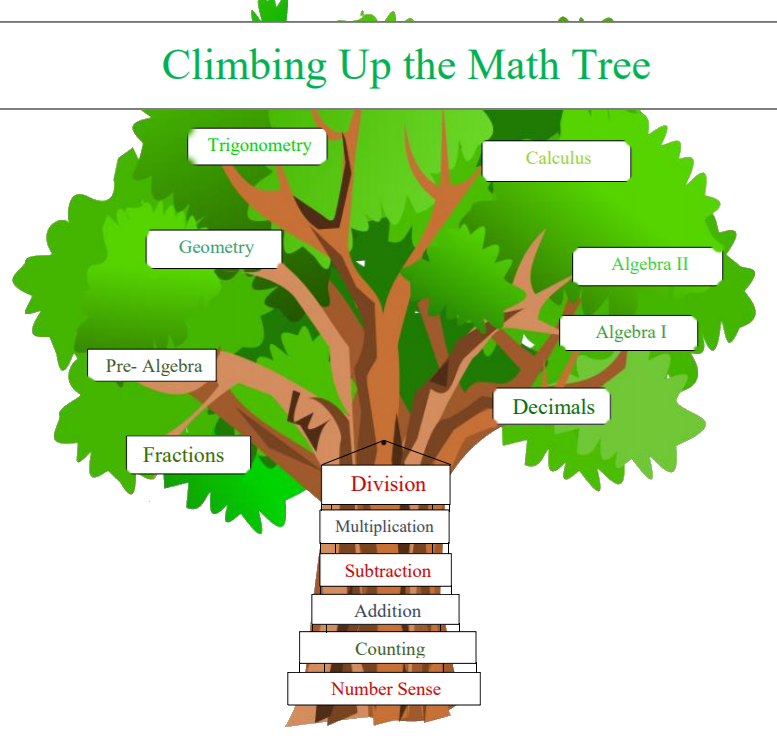 Climbing Up the Math Tree
Trigonometry
Calculus
Geometry
Algebra II
Algebra I
Pre- Algebra
Decimals
Fractions
Division
Multiplication
Subtraction
Addition
Counting
Number Sense